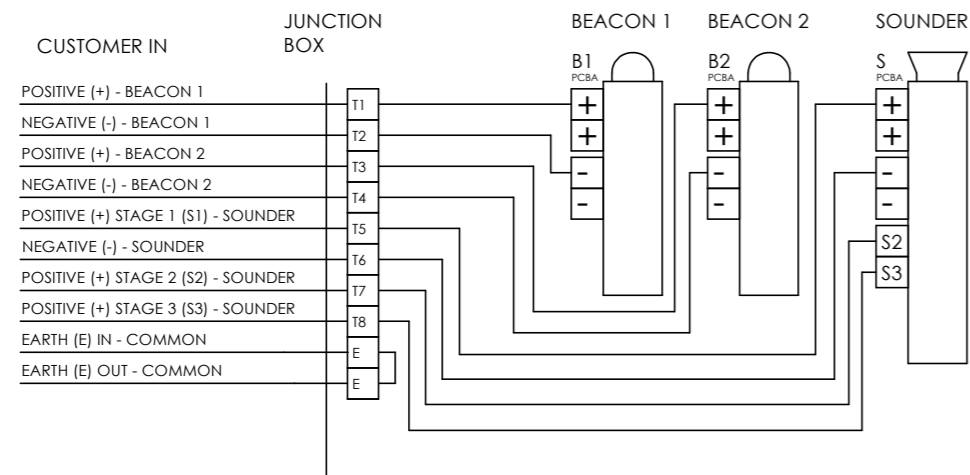 JUNCTION
BOX
BEACON 1
BEACON 2
SOUNDER
CUSTOMER IN
B1
PCBA
B2
PCBA
S
PCBA
POSITIVE (+) - BEACON 1
T1
+
+
+
NEGATIVE (-) - BEACON 1
T2
+
+
+
POSITIVE (+) - BEACON 2
T3
-
-
-
NEGATIVE (-) - BEACON 2
T4
-
-
-
POSITIVE (+) STAGE 1 (S1) - SOUNDER
T5
S2
NEGATIVE (-) - SOUNDER
T6
S3
POSITIVE (+) STAGE 2 (S2) - SOUNDER
T7
POSITIVE (+) STAGE 3 (S3) - SOUNDER
T8
EARTH (E) IN - COMMON
E
EARTH (E) OUT - COMMON
E